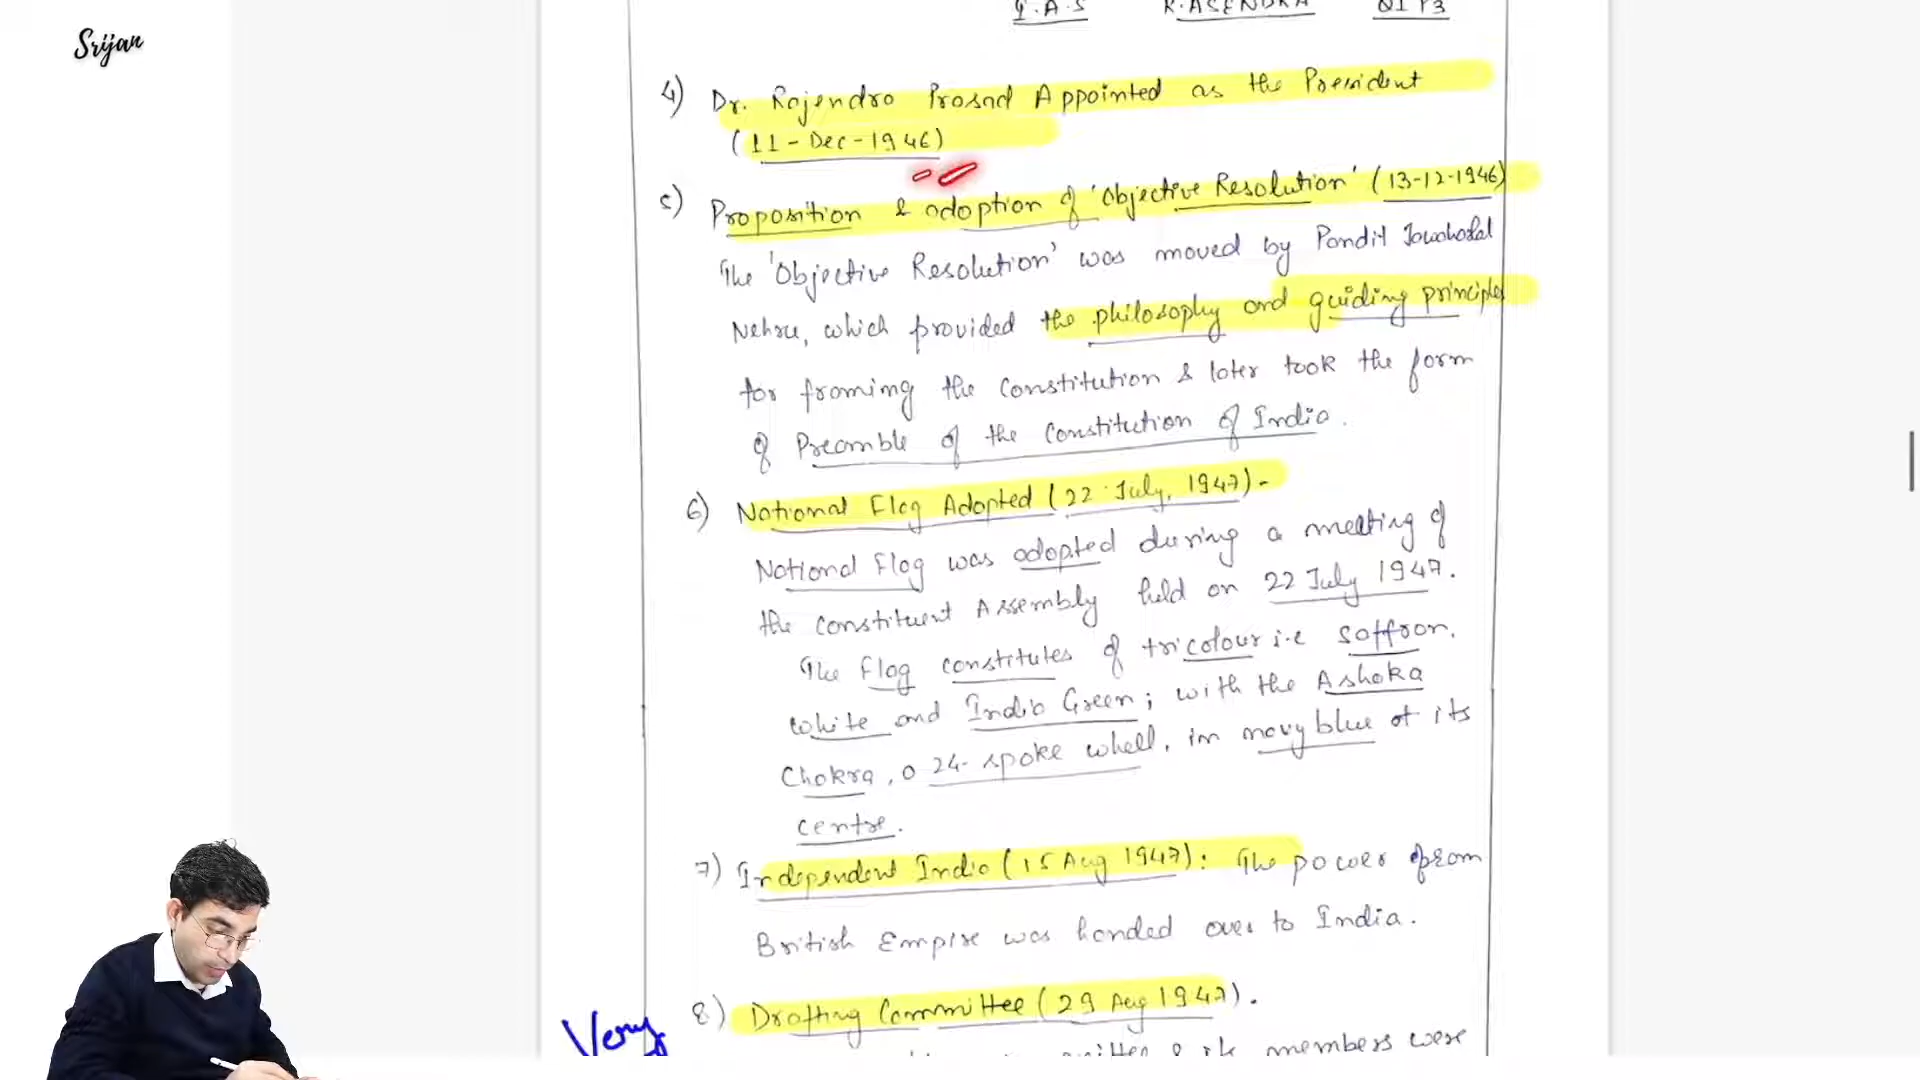 Srijan
I.A.S R.ASENDRA
4) Dr. Rajendra Prasad Appointed as the President
(11-Dec-1946)
5) Proposition & adoption of 'Objective Resolution' (13-12-1946)
The 'Objective Resolution' was moved by Pandit Jawaharlal
Nehru, which provided the philosophy and guiding principles
for framing the constitution & later took the form
of Preamble of the constitution of India.
6) National Flag Adopted (22 July, 1947)-
National Flag was adopted during a meeting of
the constituent Assembly held on 22 July 1947.
The Flag constitutes of tricolour i.e saffron,
white and India Green; with the Ashoka
Chakra, a 24-spoke whell, in navy blue at its
centre.
7) Independent India (15 Aug 1947): The power from
British Empire was handed over to India.
8) Drafting Committee (29 Aug 1947).
Very
members were